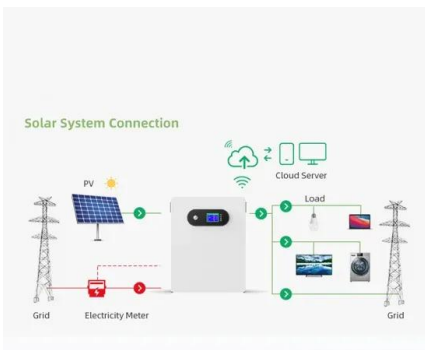 Solar System Connection
Cloud Server
PV
Load
Grid
Electricity Meter
Grid